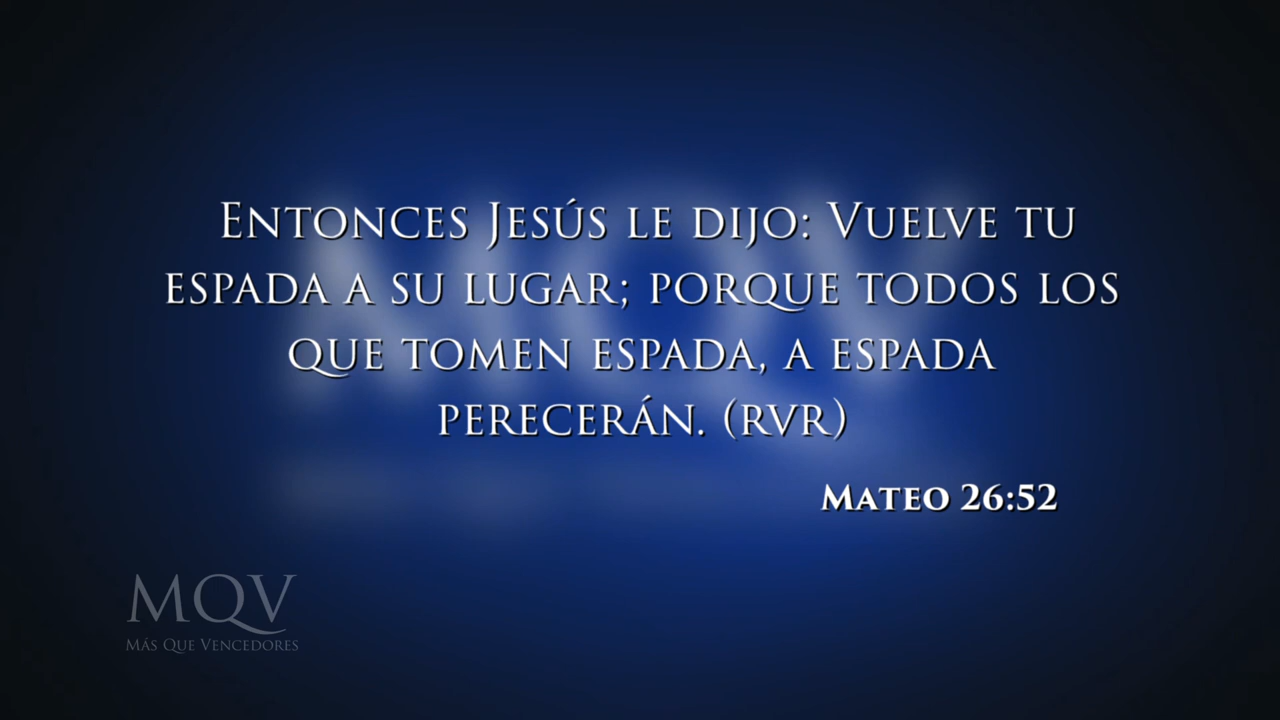 Entonces Jesús le dijo: Vuelve tu
espada a su lugar; porque todos los
que tomen espada, a espada
perecerán. (rvr)
Mateo 26:52
MQV
Más Que Vencedores